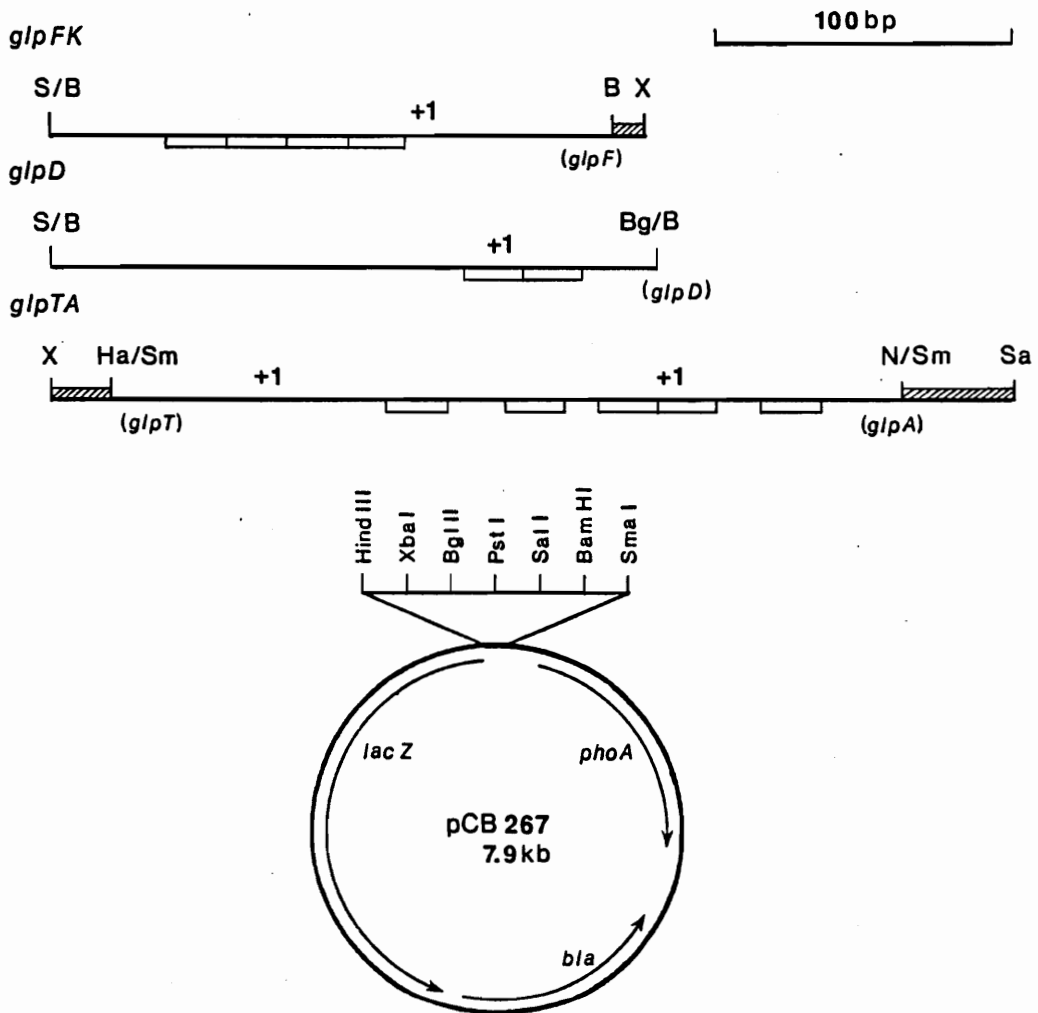 glpFK
100 bp
S/B
+1
B X
(glpF)
glpD
S/B
+1
Bg/B
(glpD)
glpTA
X Ha/Sm
+1
+1
N/Sm Sa
(glpT)
(glpA)
Hind III
Xba I
Bgl II
Pst I
Sal I
Bam HI
Sma I
lac Z
phoA
pCB 267
7.9 kb
bla